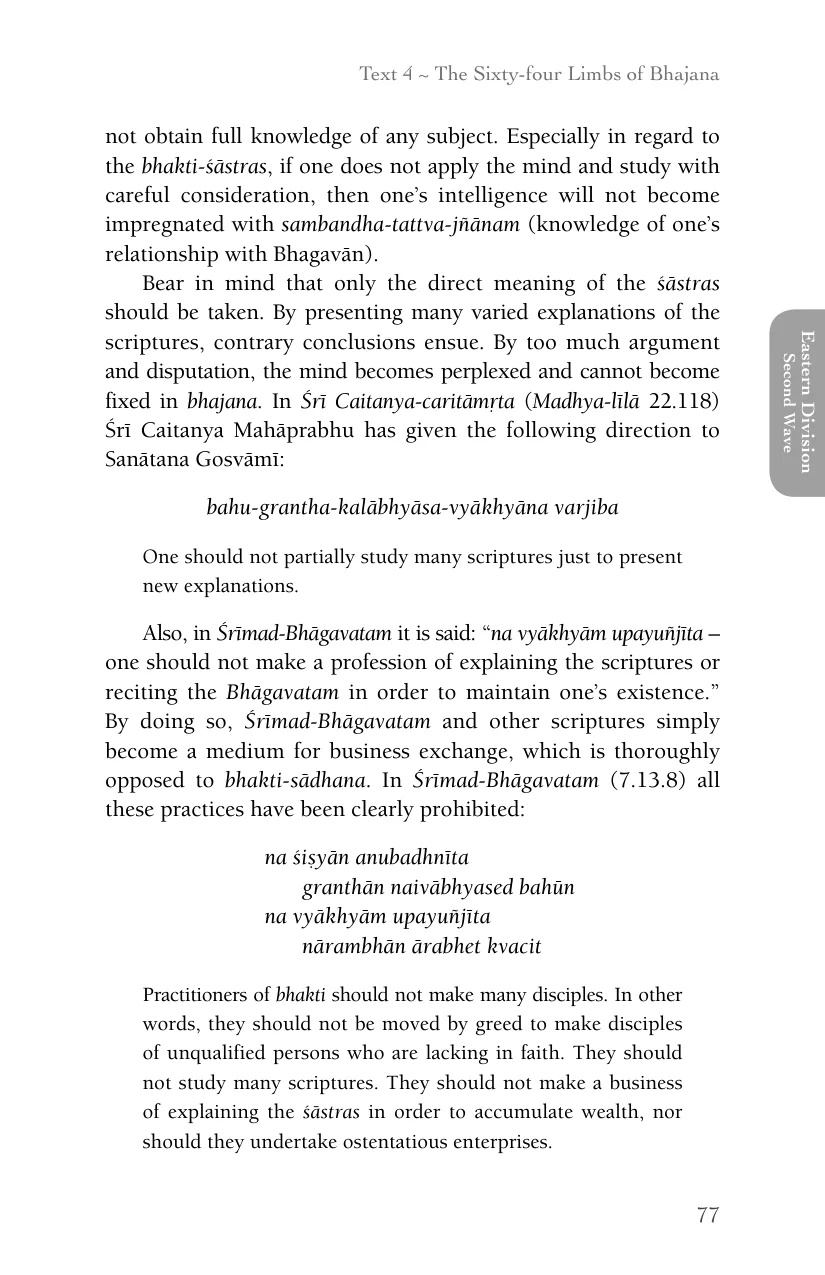 Text 4 ~ The Sixty-four Limbs of Bhajana
not obtain full knowledge of any subject. Especially in regard to
the bhakti-śāstras, if one does not apply the mind and study with
careful consideration, then one’s intelligence will not become
impregnated with sambandha-tattva-jñānam (knowledge of one’s
relationship with Bhagavān).
Bear in mind that only the direct meaning of the śāstras
should be taken. By presenting many varied explanations of the
scriptures, contrary conclusions ensue. By too much argument
and disputation, the mind becomes perplexed and cannot become
fixed in bhajana. In Śrī Caitanya-caritāmṛta (Madhya-līlā 22.118)
Śrī Caitanya Mahāprabhu has given the following direction to
Sanātana Gosvāmī:
bahu-grantha-kalābhyāsa-vyākhyāna varjiba
One should not partially study many scriptures just to present
new explanations.
Also, in Śrīmad-Bhāgavatam it is said: “na vyākhyām upayuñjīta –
one should not make a profession of explaining the scriptures or
reciting the Bhāgavatam in order to maintain one’s existence.”
By doing so, Śrīmad-Bhāgavatam and other scriptures simply
become a medium for business exchange, which is thoroughly
opposed to bhakti-sādhana. In Śrīmad-Bhāgavatam (7.13.8) all
these practices have been clearly prohibited:
na śiṣyān anubadhnīta
granthān naivābhyased bahūn
na vyākhyām upayuñjīta
nārambhān ārabhet kvacit
Practitioners of bhakti should not make many disciples. In other
words, they should not be moved by greed to make disciples
of unqualified persons who are lacking in faith. They should
not study many scriptures. They should not make a business
of explaining the śāstras in order to accumulate wealth, nor
should they undertake ostentatious enterprises.
Eastern Division
Second Wave
77